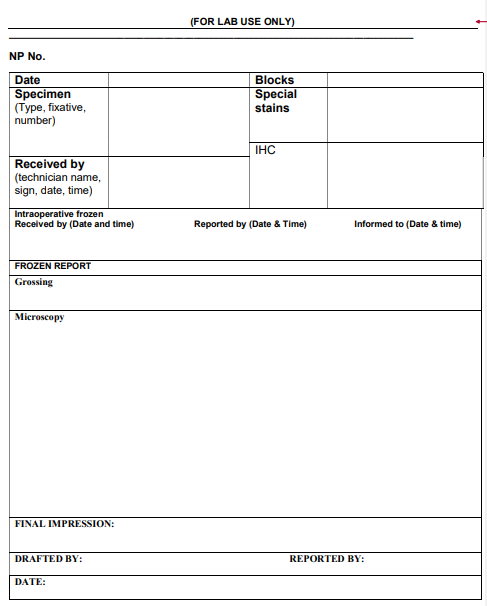 (FOR LAB USE ONLY)
NP No.
Date
Blocks
Specimen
(Type, fixative,
number)
Special
stains
IHC
Received by
(technician name,
sign, date, time)
Intraoperative frozen
Received by (Date and time) Reported by (Date & Time) Informed to (Date & time)
FROZEN REPORT
Grossing
Microscopy
FINAL IMPRESSION:
DRAFTED BY: REPORTED BY:
DATE: